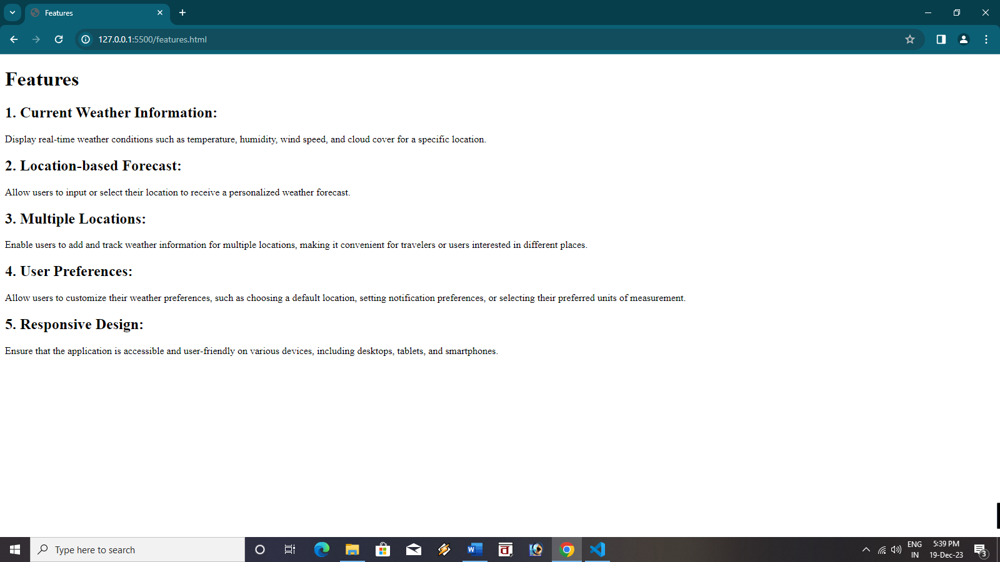 Features
127.0.0.1:5500/features.html
Features
1. Current Weather Information:
Display real-time weather conditions such as temperature, humidity, wind speed, and cloud cover for a specific location.
2. Location-based Forecast:
Allow users to input or select their location to receive a personalized weather forecast.
3. Multiple Locations:
Enable users to add and track weather information for multiple locations, making it convenient for travelers or users interested in different places.
4. User Preferences:
Allow users to customize their weather preferences, such as choosing a default location, setting notification preferences, or selecting their preferred units of measurement.
5. Responsive Design:
Ensure that the application is accessible and user-friendly on various devices, including desktops, tablets, and smartphones.
Type here to search
ENG
IN
5:39 PM
19-Dec-23
3